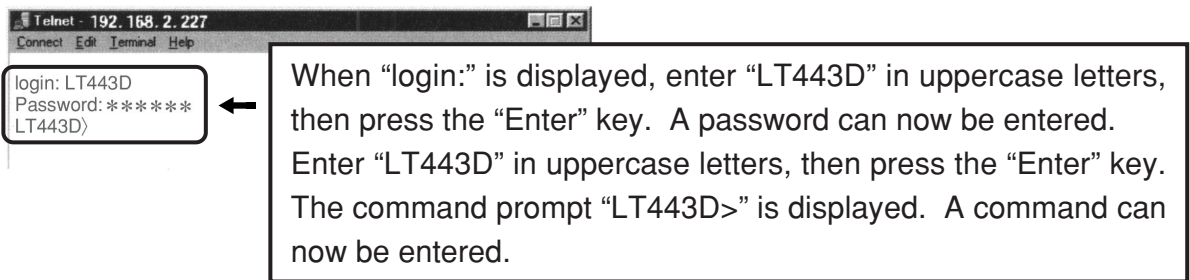 Telnet - 192. 168. 2. 227
Connect Edit Terminal Help
login: LT443D
Password: ******
LT443D〉
When “login:” is displayed, enter “LT443D” in uppercase letters,
then press the “Enter” key. A password can now be entered.
Enter “LT443D” in uppercase letters, then press the “Enter” key.
The command prompt “LT443D>” is displayed. A command can
now be entered.